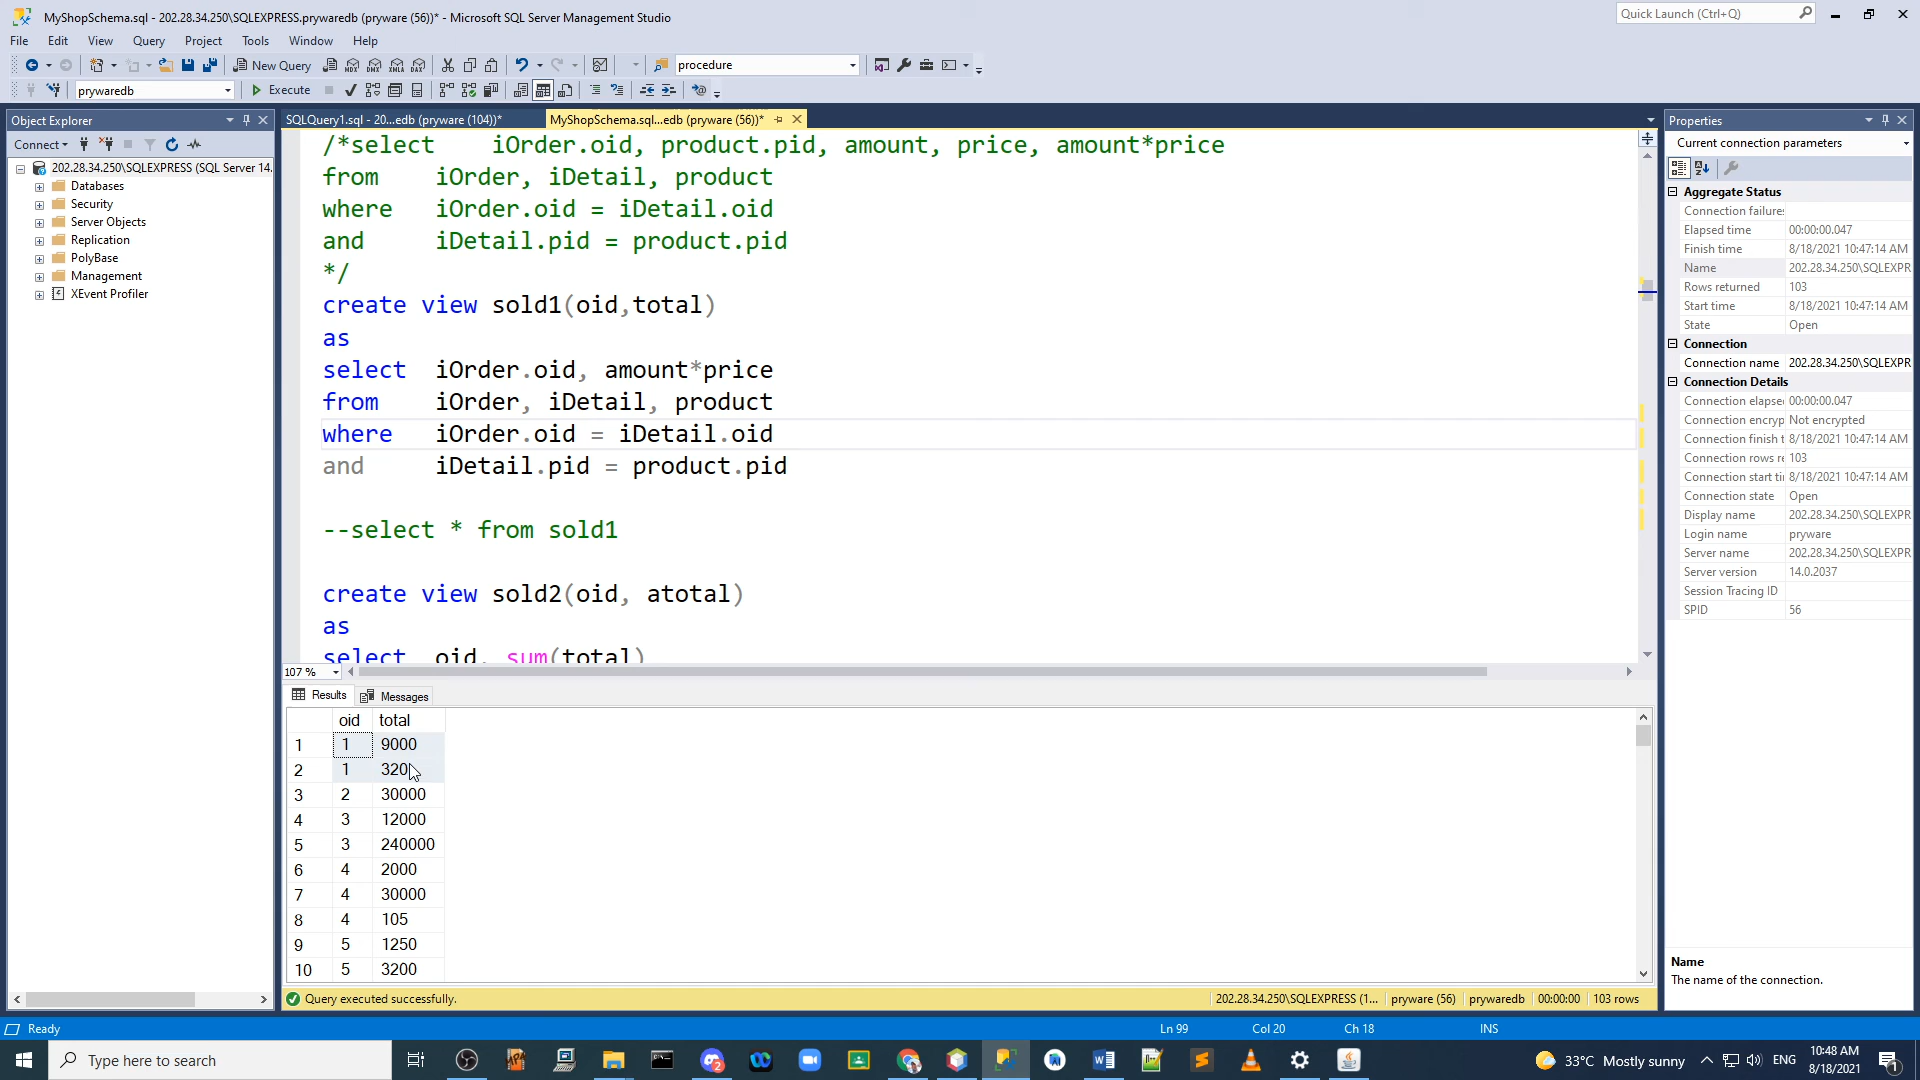 MyShopSchema.sql - 202.28.34.250\SQLEXPRESS.prywaredb (pryware (56))* - Microsoft SQL Server Management Studio
Quick Launch (Ctrl+Q)
File Edit View Query Project Tools Window Help
New Query
procedure
prywaredb
Execute
Object Explorer
Connect
202.28.34.250\SQLEXPRESS (SQL Server 14.
Databases
Security
Server Objects
Replication
PolyBase
Management
XEvent Profiler
SQLQuery1.sql - 20...edb (pryware (104))*
MyShopSchema.sql...edb (pryware (56))*
/*select iOrder.oid, product.pid, amount, price, amount*price
from iOrder, iDetail, product
where iOrder.oid = iDetail.oid
and iDetail.pid = product.pid
*/
create view sold1(oid,total)
as
select iOrder.oid, amount*price
from iOrder, iDetail, product
where iOrder.oid = iDetail.oid
and iDetail.pid = product.pid
--select * from sold1
create view sold2(oid, atotal)
as
select oid, sum(total)
107 %
Results Messages
oid total
1 1 9000
2 1 320
3 2 30000
4 3 12000
5 3 240000
6 4 2000
7 4 30000
8 4 105
9 5 1250
10 5 3200
Query executed successfully.
202.28.34.250\SQLEXPRESS (1... pryware (56) prywaredb 00:00:00 103 rows
Properties
Current connection parameters
Aggregate Status
Connection failure:
Elapsed time 00:00:00.047
Finish time 8/18/2021 10:47:14 AM
Name 202.28.34.250\SQLEXPR
Rows returned 103
Start time 8/18/2021 10:47:14 AM
State Open
Connection
Connection name 202.28.34.250\SQLEXPR
Connection Details
Connection elapse 00:00:00.047
Connection encryp Not encrypted
Connection finish t 8/18/2021 10:47:14 AM
Connection rows re 103
Connection start ti 8/18/2021 10:47:14 AM
Connection state Open
Display name 202.28.34.250\SQLEXPR
Login name pryware
Server name 202.28.34.250\SQLEXPR
Server version 14.0.2037
Session Tracing ID
SPID 56
Name
The name of the connection.
Ready
Ln 99 Col 20 Ch 18 INS
Type here to search
33°C Mostly sunny
ENG
10:48 AM
8/18/2021